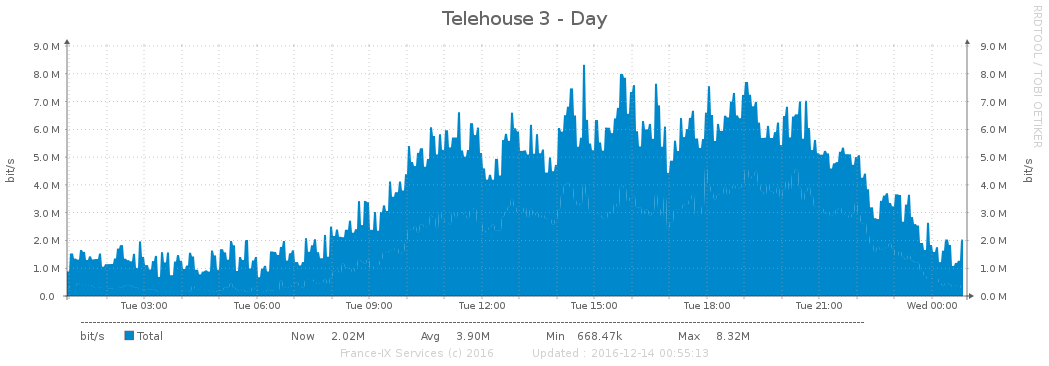 Telehouse 3 - Day
RRDTOOL / TOBI OETIKER
9.0 M 9.0 M
8.0 M 8.0 M
7.0 M 7.0 M
6.0 M 6.0 M
5.0 M 5.0 M
4.0 M 4.0 M
3.0 M 3.0 M
2.0 M 2.0 M
1.0 M 1.0 M
0.0 0.0 M
bit/s bit/s
Tue 03:00 Tue 06:00 Tue 09:00 Tue 12:00 Tue 15:00 Tue 18:00 Tue 21:00 Wed 00:00
bit/s Total Now 2.02M Avg 3.90M Min 668.47k Max 8.32M
France-IX Services (c) 2016 Updated : 2016-12-14 00:55:13